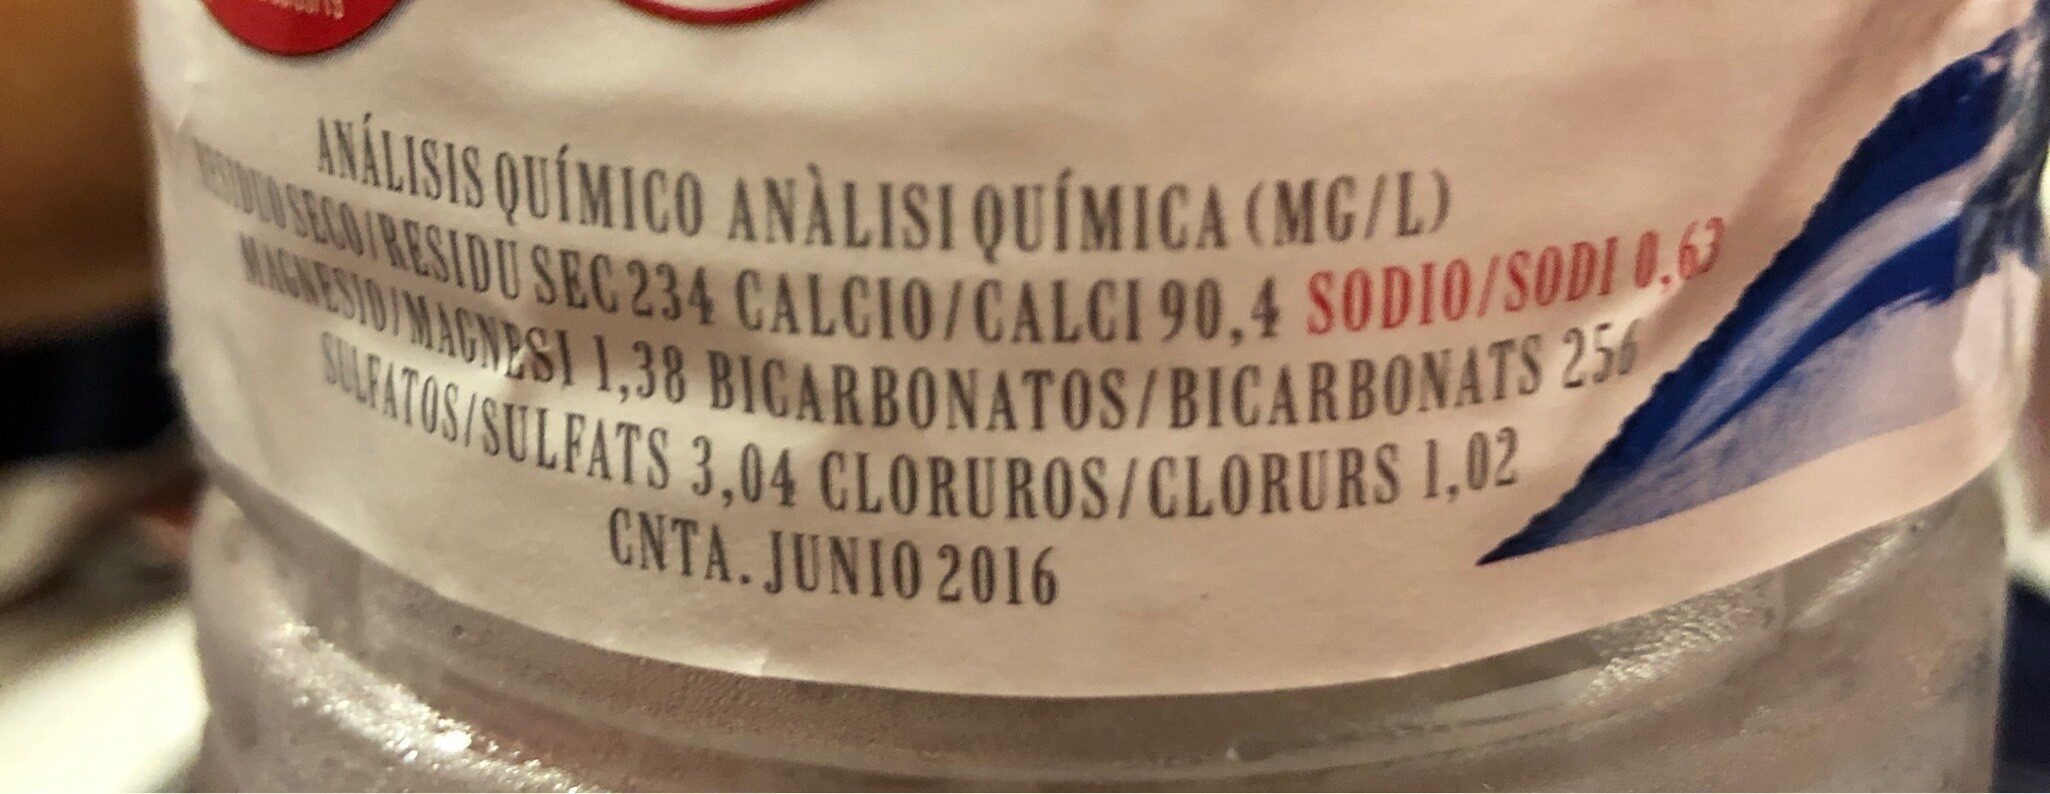 ANÁLISIS QUÍMICO ANÀLISI QUÍMICA (MG/L)
RESIDUO SECO/RESIDU SEC 234 CALCIO/CALCI 90,4 SODIO/SODI 0,63
MAGNESIO/MAGNESI 1,38 BICARBONATOS/BICARBONATS 256
SULFATOS/SULFATS 3,04 CLORUROS/CLORURS 1,02
CNTA. JUNIO 2016